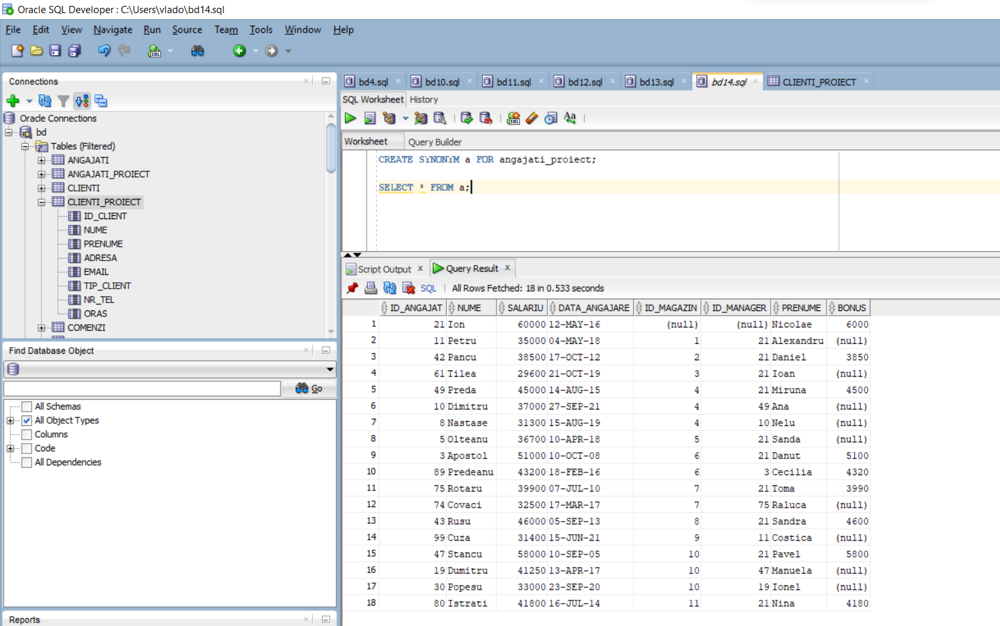 Oracle SQL Developer : C:\Users\vlado\bd14.sql
File Edit View Navigate Run Source Team Tools Window Help
Connections
Oracle Connections
bd
Tables (Filtered)
ANGAJATI
ANGAJATI_PROIECT
CLIENTI
CLIENTI_PROIECT
ID_CLIENT
NUME
PRENUME
ADRESA
EMAIL
TIP_CLIENT
NR_TEL
ORAS
COMENZI
Find Database Object
Go
All Schemas
All Object Types
Columns
Code
All Dependencies
Reports
bd4.sql bd10.sql bd11.sql bd12.sql bd13.sql bd14.sql CLIENTI_PROIECT
SQL Worksheet History
Worksheet Query Builder
CREATE SYNONYM a FOR angajati_proiect;
SELECT * FROM a;
Script Output Query Result
SQL All Rows Fetched: 18 in 0.533 seconds
ID_ANGAJAT NUME SALARIU DATA_ANGAJARE ID_MAGAZIN ID_MANAGER PRENUME BONUS
1 21 Ion 60000 12-MAY-16 (null) (null) Nicolae 6000
2 11 Petru 35000 04-MAY-18 1 21 Alexandru (null)
3 42 Pancu 38500 17-OCT-12 2 21 Daniel 3850
4 61 Tilea 29600 21-OCT-19 3 21 Ioan (null)
5 49 Preda 45000 14-AUG-15 4 21 Miruna 4500
6 10 Dimitru 37000 27-SEP-21 4 49 Ana (null)
7 8 Nastase 31300 15-AUG-19 4 10 Nelu (null)
8 5 Olteanu 36700 10-APR-18 5 21 Sanda (null)
9 3 Apostol 51000 10-OCT-08 6 21 Danut 5100
10 89 Predeanu 43200 18-FEB-16 6 3 Cecilia 4320
11 75 Rotaru 39900 07-JUL-10 7 21 Toma 3990
12 74 Covaci 32500 17-MAR-17 7 75 Raluca (null)
13 43 Rusu 46000 05-SEP-13 8 21 Sandra 4600
14 99 Cuza 31400 15-JUN-21 9 11 Costica (null)
15 47 Stancu 58000 10-SEP-05 10 21 Pavel 5800
16 19 Dumitru 41250 13-APR-17 10 47 Manuela (null)
17 30 Popesu 33000 23-SEP-20 10 19 Ionel (null)
18 80 Istrati 41800 16-JUL-14 11 21 Nina 4180